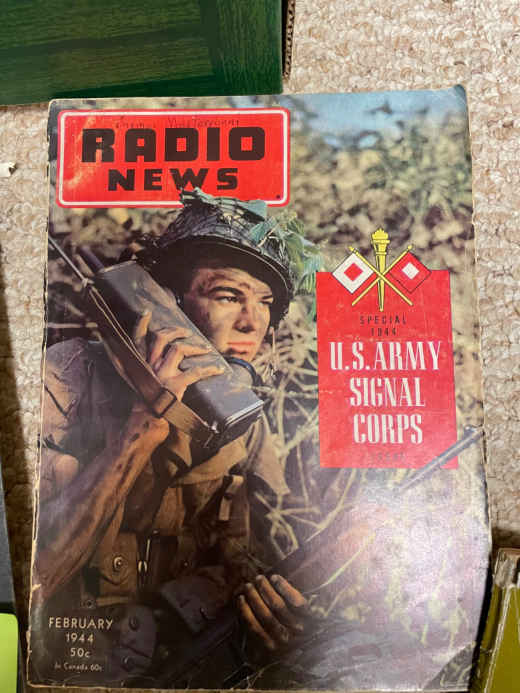 RADIO
NEWS
SPECIAL
1944
U.S. ARMY
SIGNAL
CORPS
FEBRUARY
1944
50c
In Canada 60c